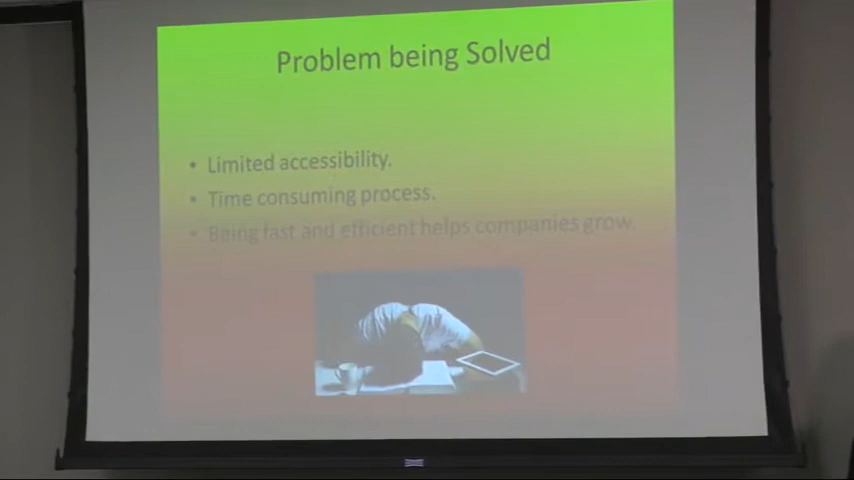 Problem being Solved
• Limited accessibility.
• Time consuming process.
• Being fast and efficient helps companies grow.